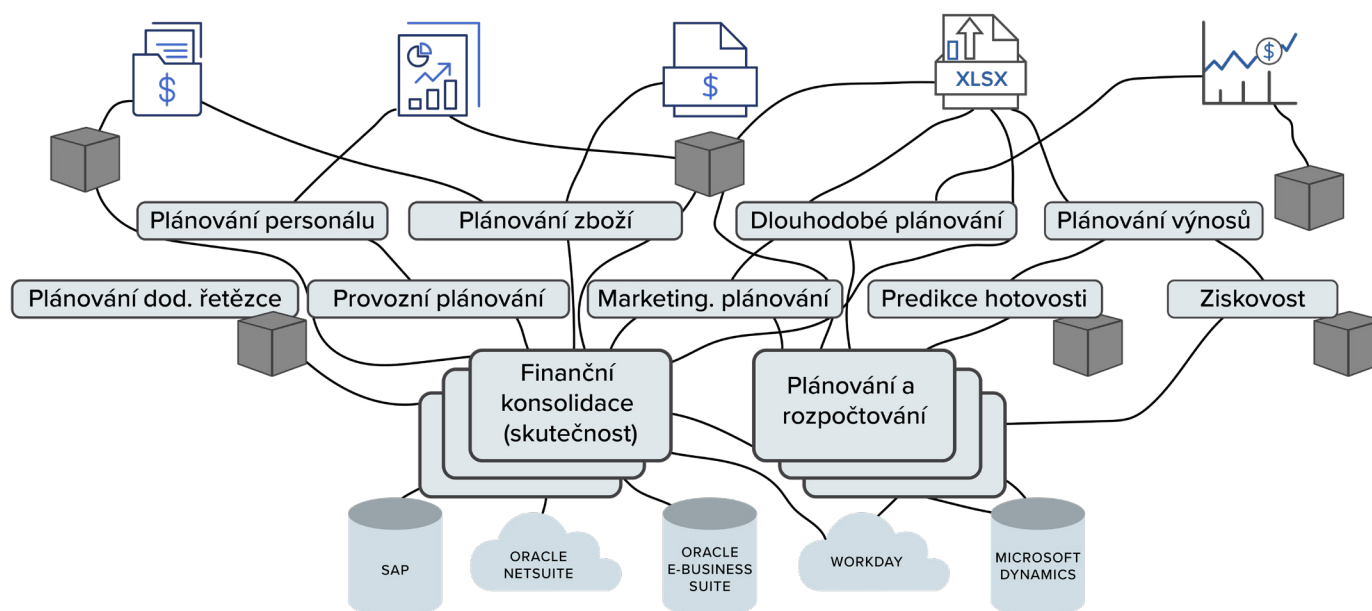 $
$
XLSX
$
Plánování personálu
Plánování zboží
Dlouhodobé plánování
Plánování výnosů
Plánování dod. řetězce
Provozní plánování
Marketing. plánování
Predikce hotovosti
Ziskovost
Finanční
konsolidace
(skutečnost)
Plánování a
rozpočtování
SAP
ORACLE
NETSUITE
ORACLE
E-BUSINESS
SUITE
WORKDAY
MICROSOFT
DYNAMICS